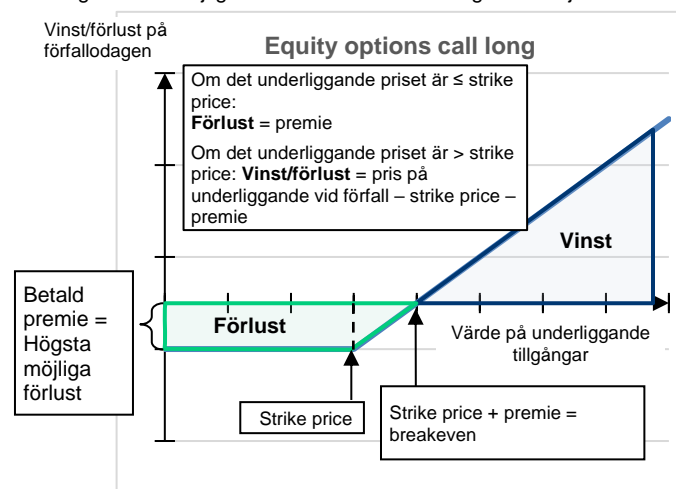 Vinst/förlust på
förfallodagen
Equity options call long
Om det underliggande priset är ≤ strike
price:
Förlust = premie
Om det underliggande priset är > strike
price: Vinst/förlust = pris på
underliggande vid förfall – strike price –
premie
Vinst
Betald
premie =
Högsta
möjliga
förlust
Förlust
Värde på underliggande
tillgångar
Strike price
Strike price + premie =
breakeven